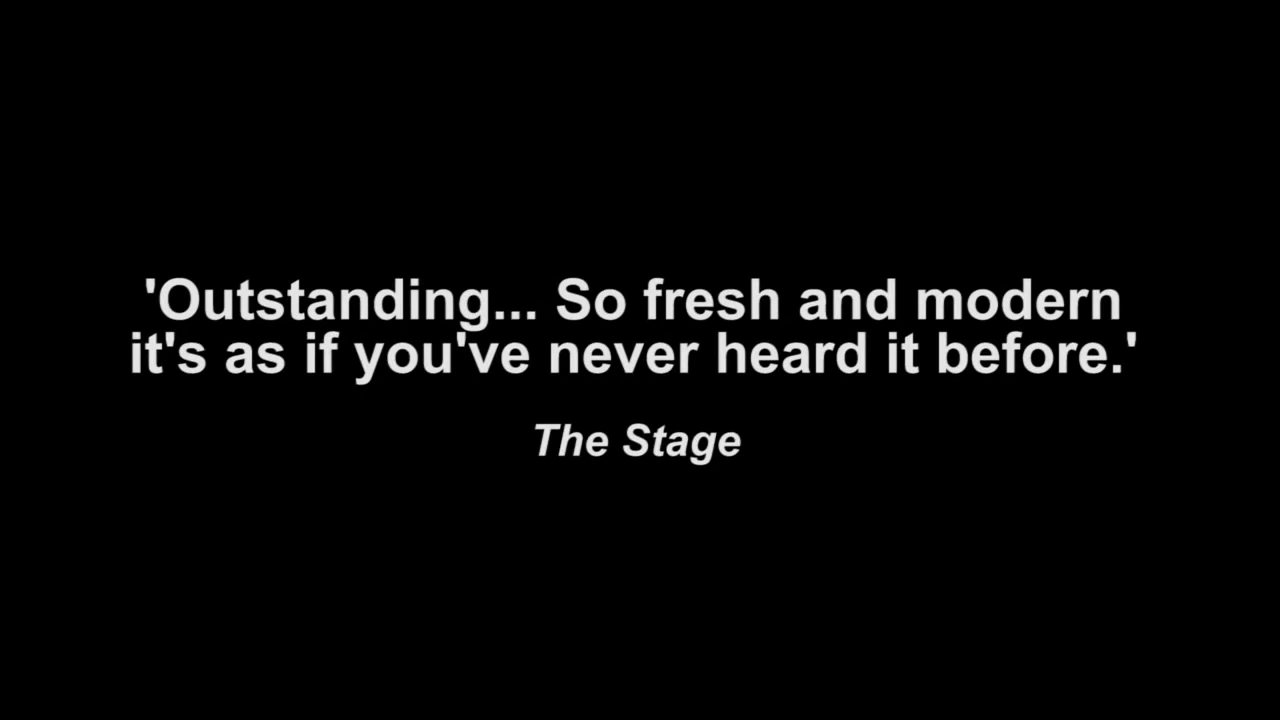 'Outstanding... So fresh and modern
it's as if you've never heard it before.'
The Stage